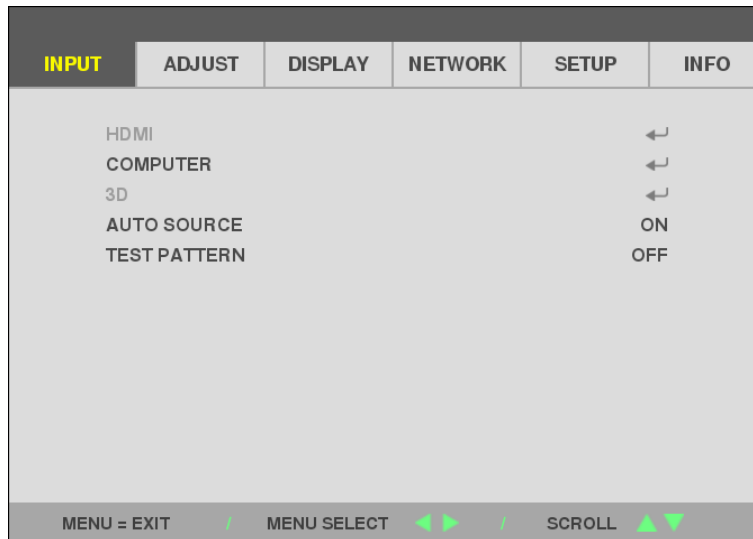 INPUT ADJUST DISPLAY NETWORK SETUP INFO
HDMI
COMPUTER
3D
AUTO SOURCE ON
TEST PATTERN OFF
MENU = EXIT / MENU SELECT ◀ ▶ / SCROLL ▲ ▼